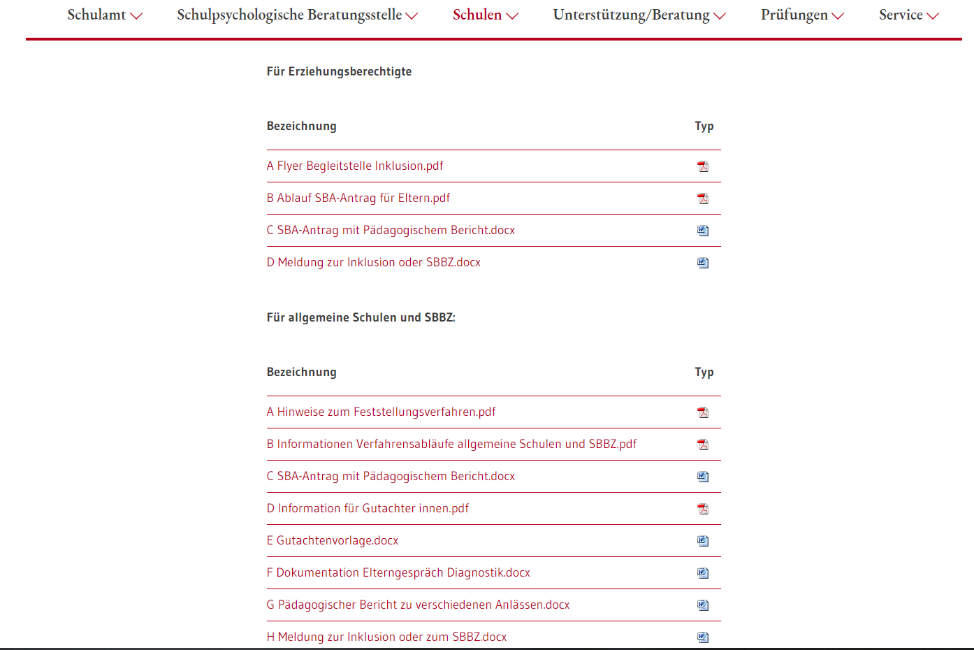 Schulamt Schulpsychologische Beratungsstelle Schulen Unterstützung/Beratung Prüfungen Service
Für Erziehungsberechtigte
Bezeichnung Typ
A Flyer Begleitstelle Inklusion.pdf
B Ablauf SBA-Antrag für Eltern.pdf
C SBA-Antrag mit Pädagogischem Bericht.docx
D Meldung zur Inklusion oder SBBZ.docx
Für allgemeine Schulen und SBBZ:
Bezeichnung Typ
A Hinweise zum Feststellungsverfahren.pdf
B Informationen Verfahrensabläufe allgemeine Schulen und SBBZ.pdf
C SBA-Antrag mit Pädagogischem Bericht.docx
D Information für Gutachter innen.pdf
E Gutachtenvorlage.docx
F Dokumentation Elterngespräch Diagnostik.docx
G Pädagogischer Bericht zu verschiedenen Anlässen.docx
H Meldung zur Inklusion oder zum SBBZ.docx